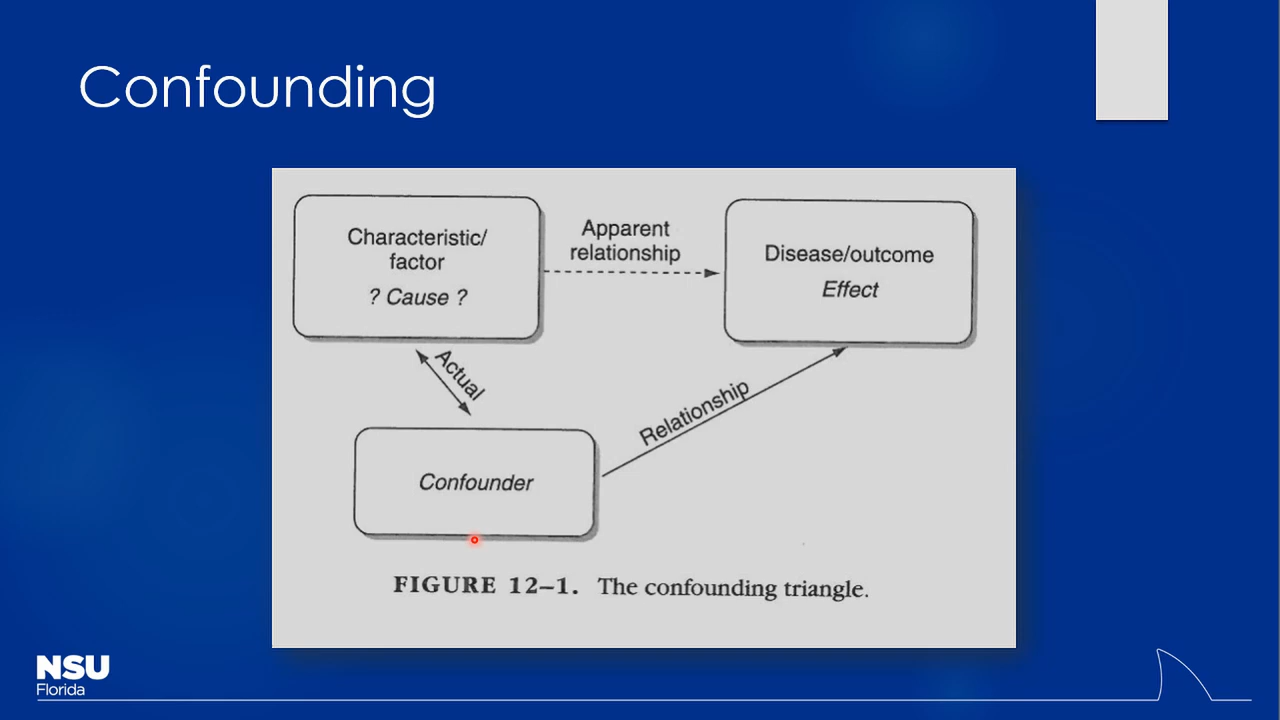 Confounding
Characteristic/
factor
? Cause ?
Apparent
relationship
Disease/outcome
Effect
Actual
Relationship
Confounder
FIGURE 12–1. The confounding triangle.
NSU
Florida